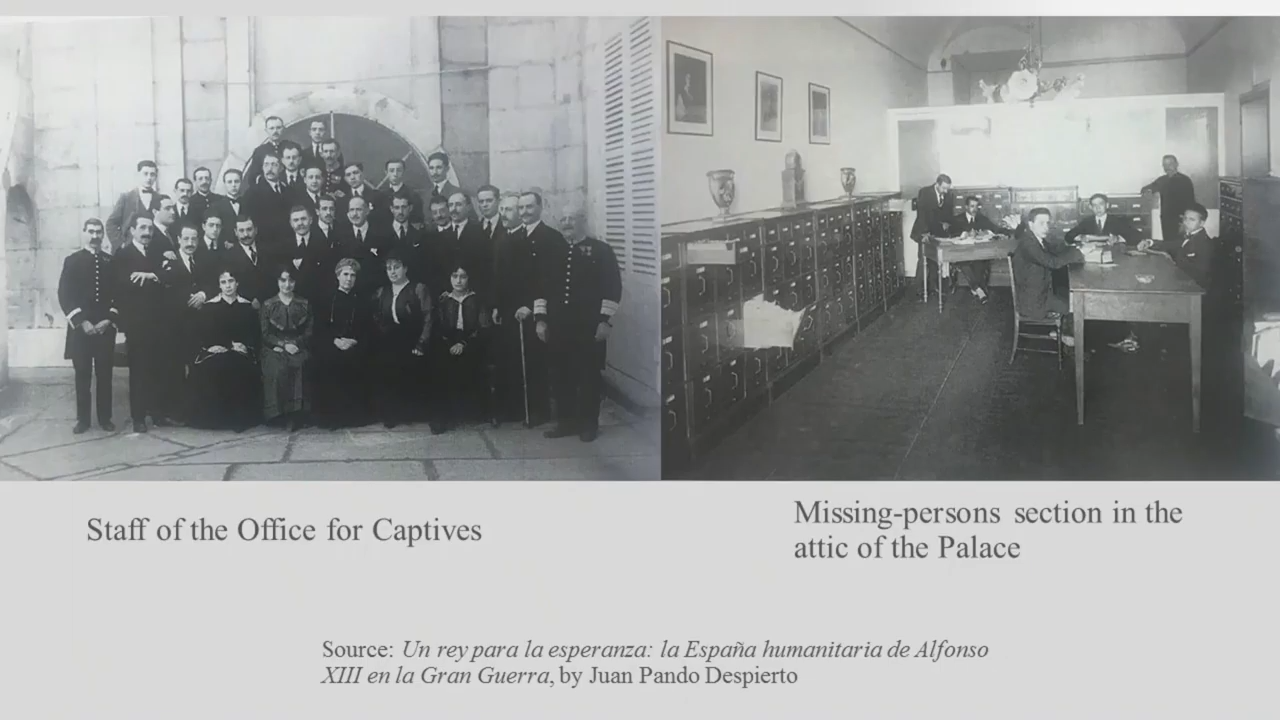 Staff of the Office for Captives
Missing-persons section in the
attic of the Palace
Source: Un rey para la esperanza: la España humanitaria de Alfonso
XIII en la Gran Guerra, by Juan Pando Despierto